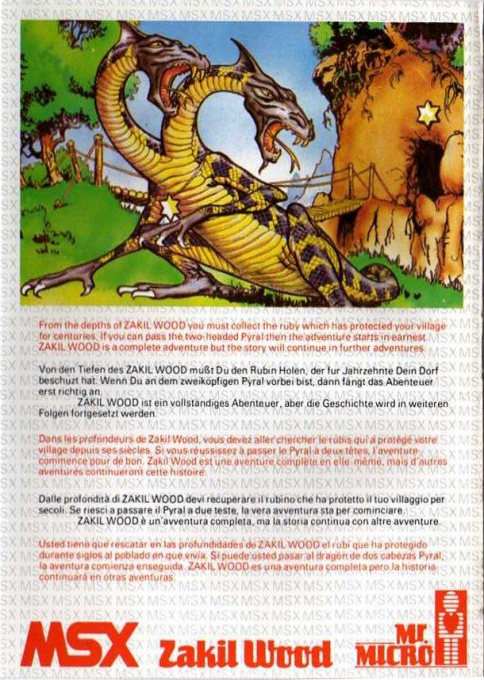 From the depths of ZAKIL WOOD you must collect the ruby which has protected your village
for centuries. If you can pass the two-headed Pyral then the adventure starts in earnest.
ZAKIL WOOD is a complete adventure but the story will continue in further adventures.
Von den Tiefen des ZAKIL WOOD mußt Du den Rubin Holen, der fur Jahrzehnte Dein Dorf
beschuzt hat. Wenn Du an dem zweikopfigen Pyral vorbei bist, dann fängt das Abenteuer
erst richtig an.
ZAKIL WOOD ist ein vollständiges Abenteuer, aber die Geschichte wird in weiteren
Folgen fortgesetzt werden.
Dans les profondeurs de Zakil Wood, vous devez aller chercher le rubis qui a protégé votre
village depuis ses siècles. Si vous réussissez à passer le Pyral à deux têtes, l'aventure
commence pour de bon. Zakil Wood est une aventure complète en elle-même, mais d'autres
aventures continueront cette histoire.
Dalle profondità di ZAKIL WOOD devi recuperare il rubino che ha protetto il tuo villaggio per
secoli. Se riesci a passare il Pyral a due teste, la vera avventura sta per cominciare.
ZAKIL WOOD è un'avventura completa, ma la storia continua con altre avventure.
Usted tiene que rescatar en las profundidades de ZAKIL WOOD el rubí que ha protegido
durante siglos al poblado en que vivía. Si puede usted pasar al dragón de dos cabezas Pyral,
la aventura comienza enseguida. ZAKIL WOOD es una aventura completa pero la historia
continuará en otras aventuras.
MSX Zakil Wood Mr.
MICRO